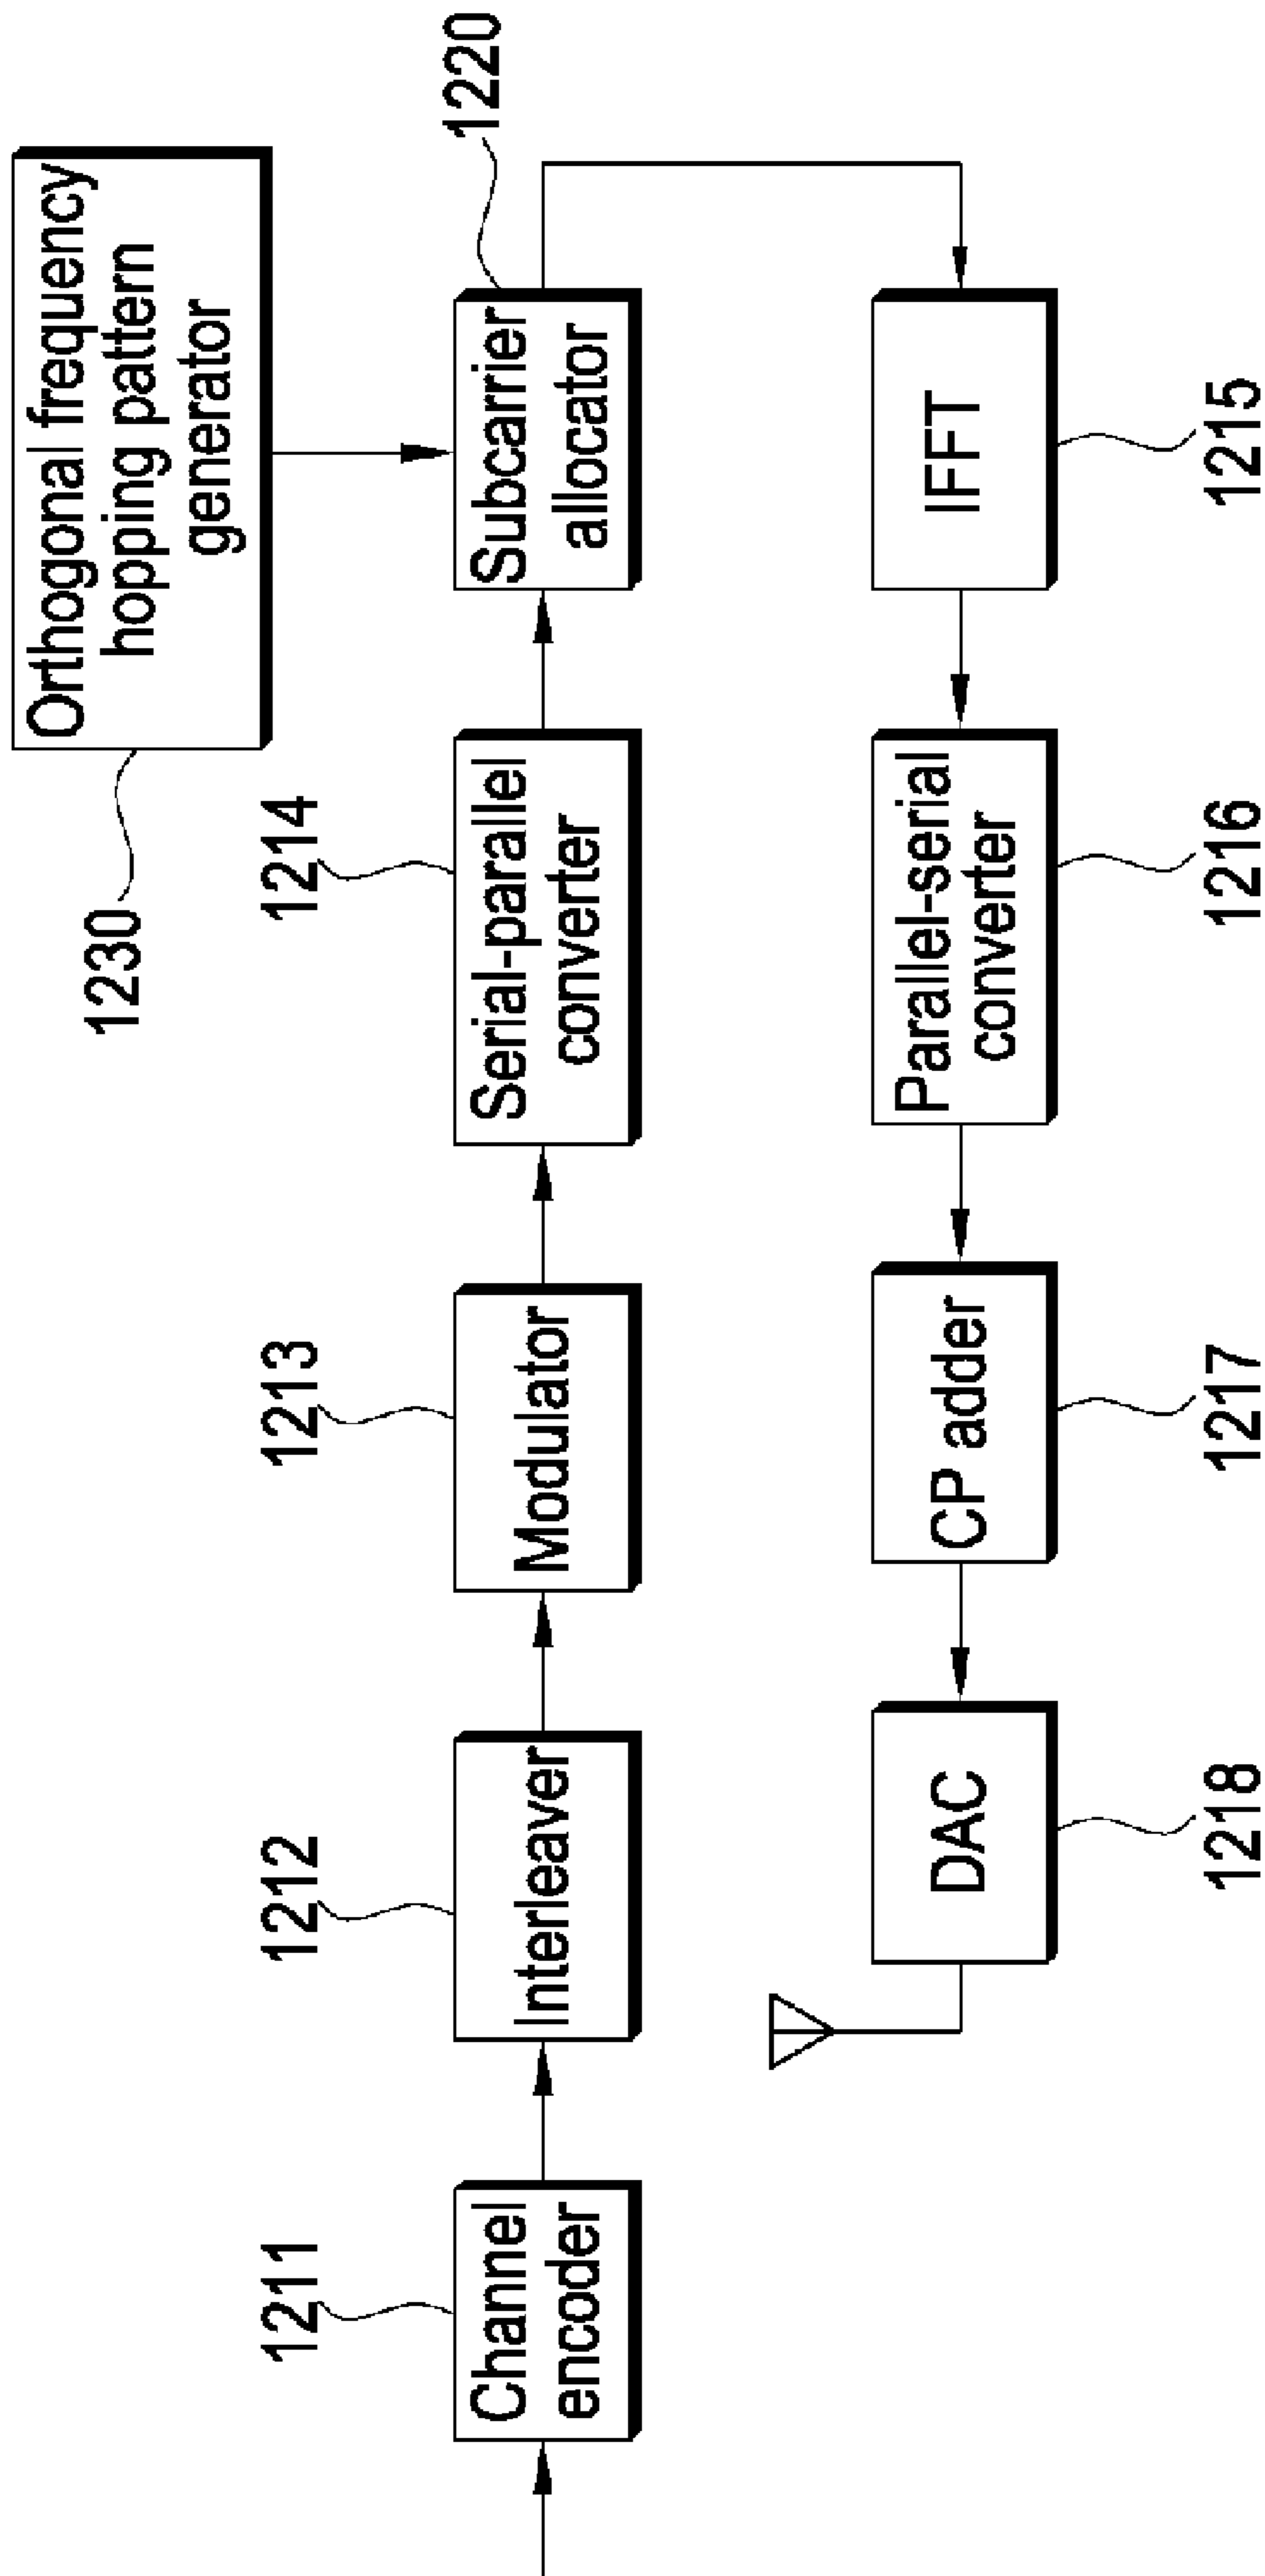 Orthogonal frequency
hopping pattern
generator
1230
1211
1212
1213
1214
1220
Channel
encoder
Interleaver
Modulator
Serial-parallel
converter
Subcarrier
allocator
DAC
CP adder
Parallel-serial
converter
IFFT
1218
1217
1216
1215